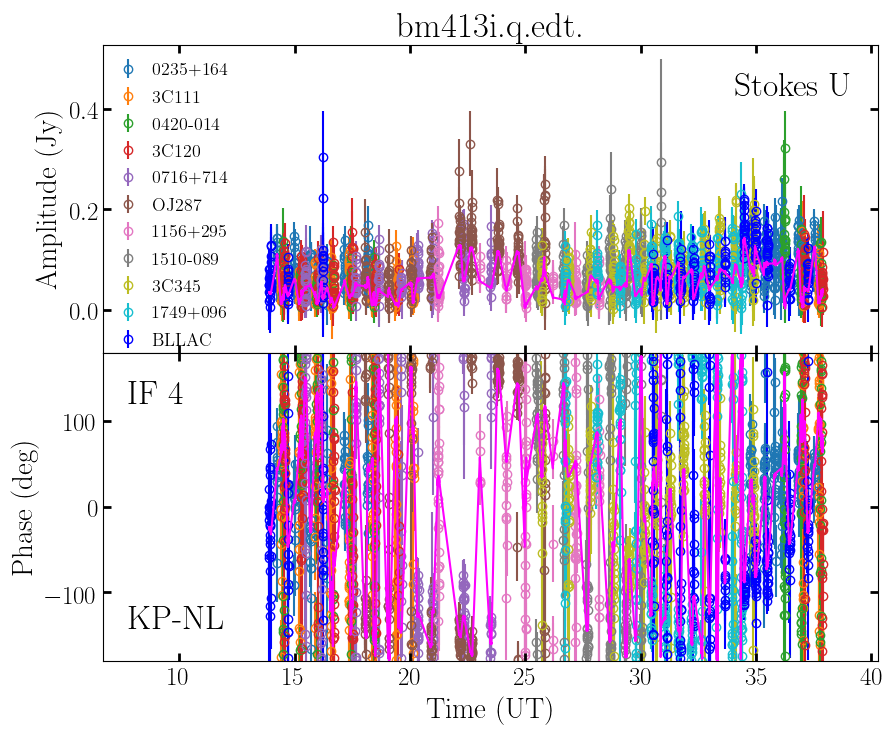 bm413i.q.edt.
Stokes U
0235+164
3C111
0420-014
3C120
0716+714
OJ287
1156+295
1510-089
3C345
1749+096
BLLAC
Amplitude (Jy)
0.4
0.2
0.0
IF 4
KP-NL
Phase (deg)
100
0
−100
10 15 20 25 30 35 40
Time (UT)